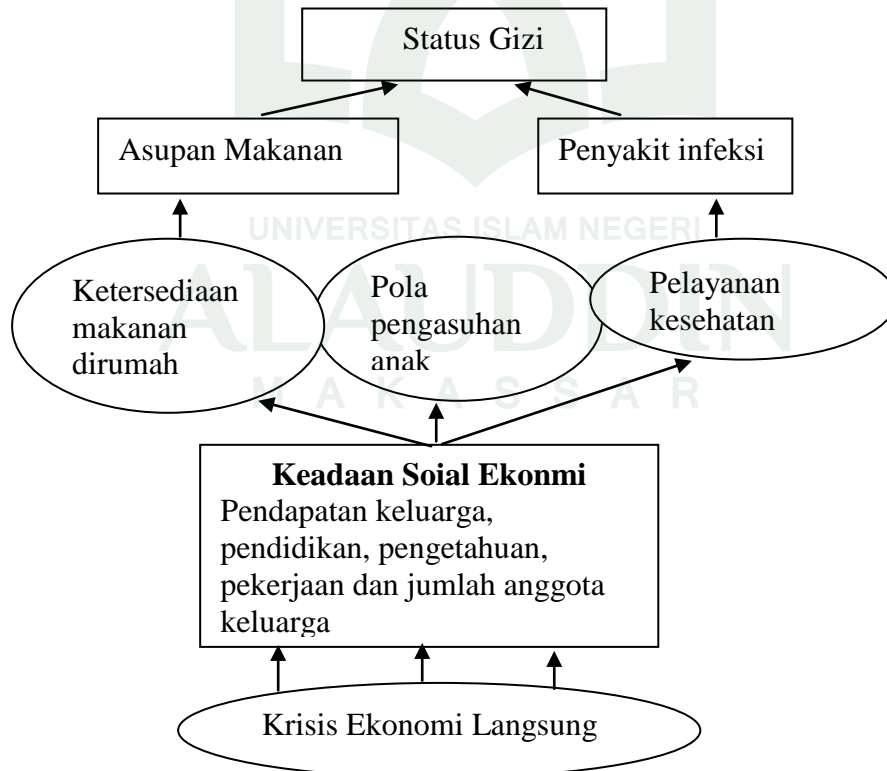 Status Gizi
Asupan Makanan
Penyakit infeksi
UNIVERSITAS ISLAM NEGERI
ALAUDDIN
MAKASSAR
Ketersediaan
makanan
dirumah
Pola
pengasuhan
anak
Pelayanan
kesehatan
Keadaan Soial Ekonmi
Pendapatan keluarga,
pendidikan, pengetahuan,
pekerjaan dan jumlah anggota
keluarga
Krisis Ekonomi Langsung